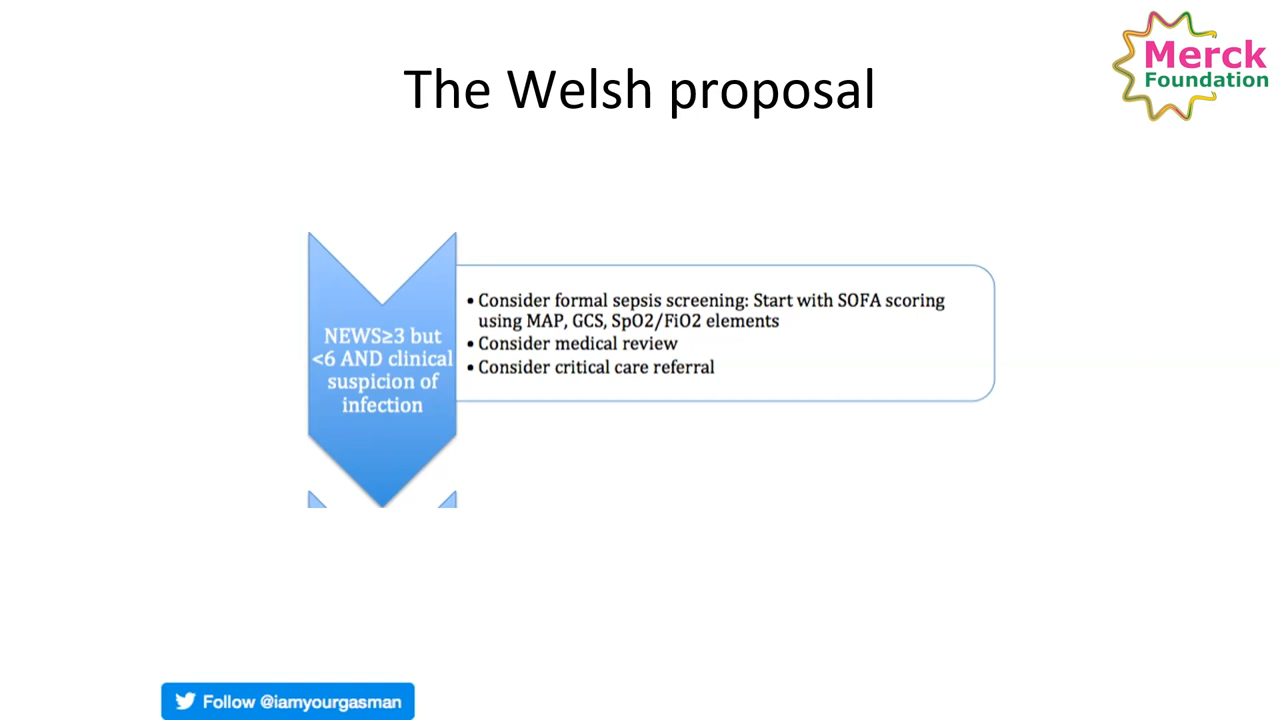 The Welsh proposal
Merck
Foundation
NEWS≥3 but
<6 AND clinical
suspicion of
infection
• Consider formal sepsis screening: Start with SOFA scoring
using MAP, GCS, SpO2/FiO2 elements
• Consider medical review
• Consider critical care referral
Follow @iamyourgasman